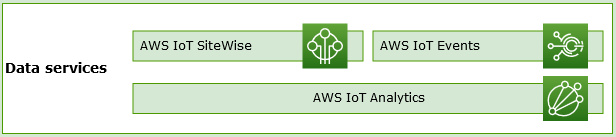 Data services
AWS IoT SiteWise
AWS IoT Events
AWS IoT Analytics